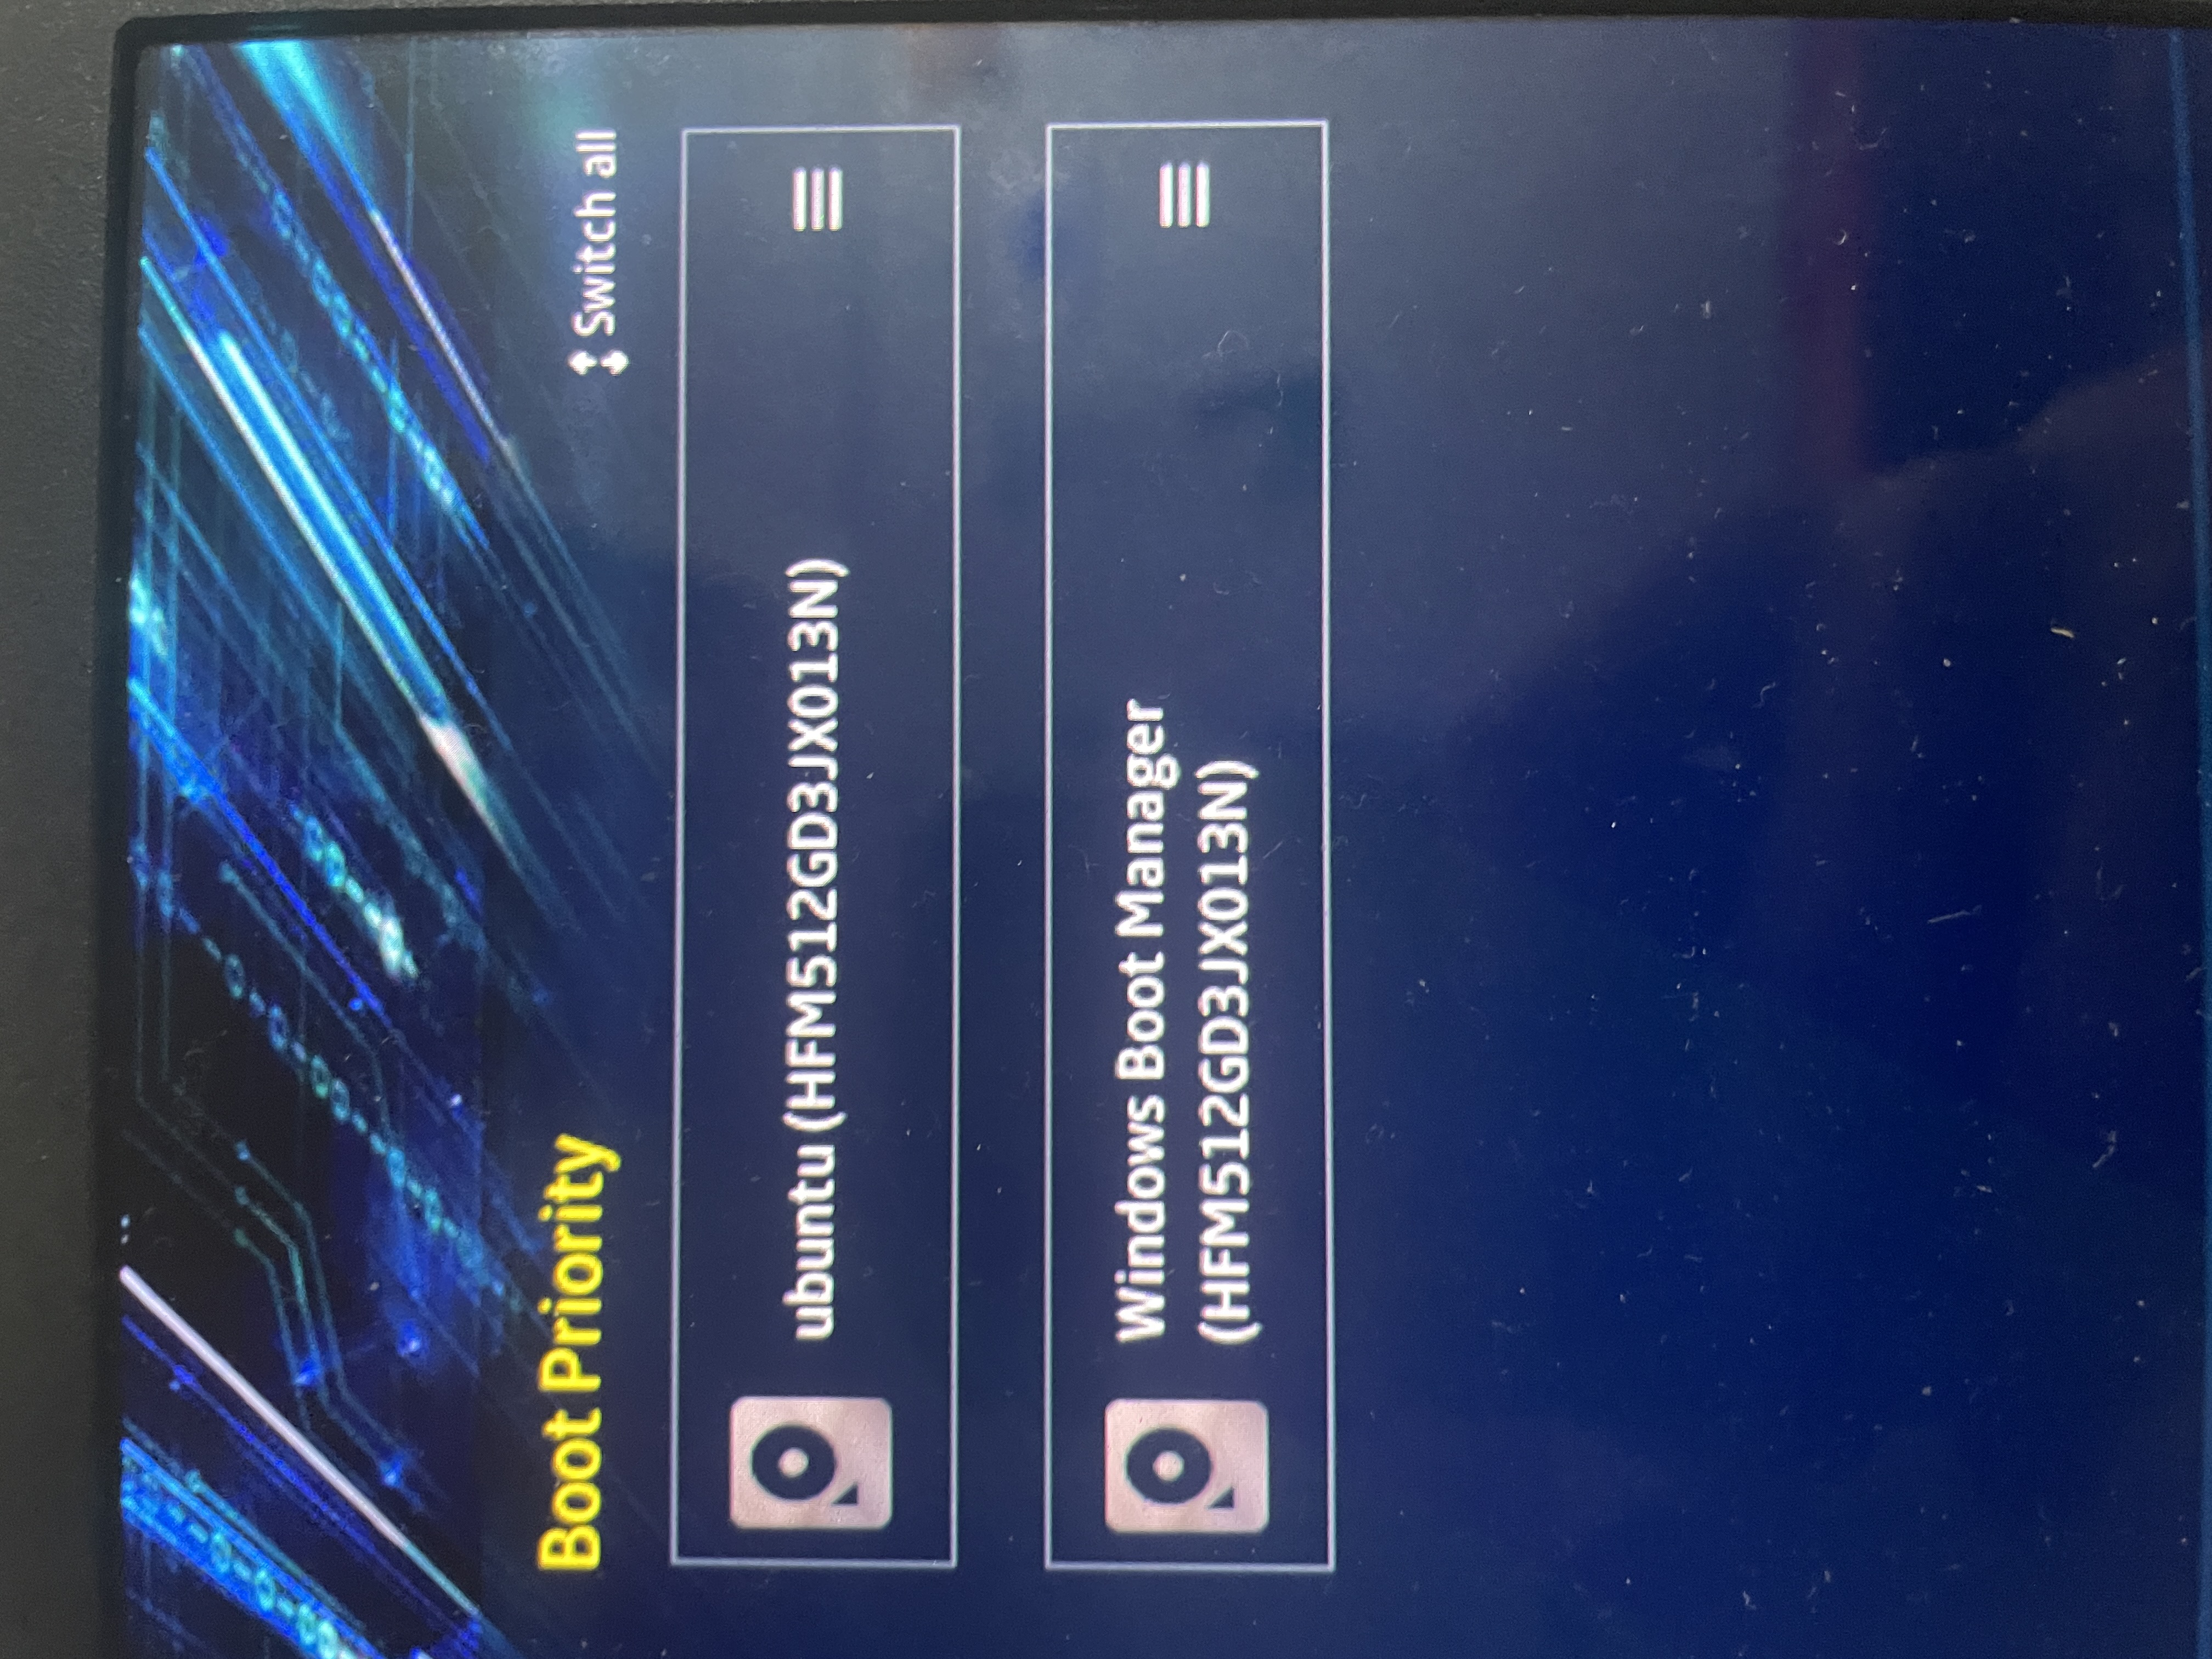 Boot Priority
Switch all
ubuntu (HFM512GD3JX013N)
Windows Boot Manager
(HFM512GD3JX013N)